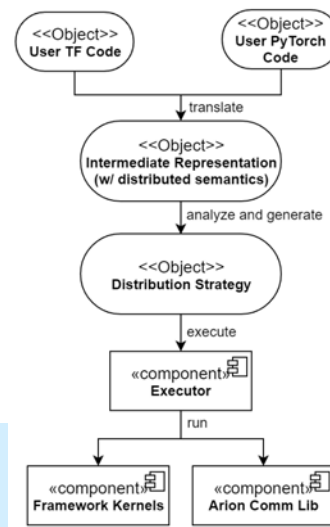 <<Object>>
User TF Code
<<Object>>
User PyTorch
Code
translate
<<Object>>
Intermediate Representation
(w/ distributed semantics)
analyze and generate
<<Object>>
Distribution Strategy
execute
«component»
Executor
run
«component»
Framework Kernels
«component»
Arion Comm Lib